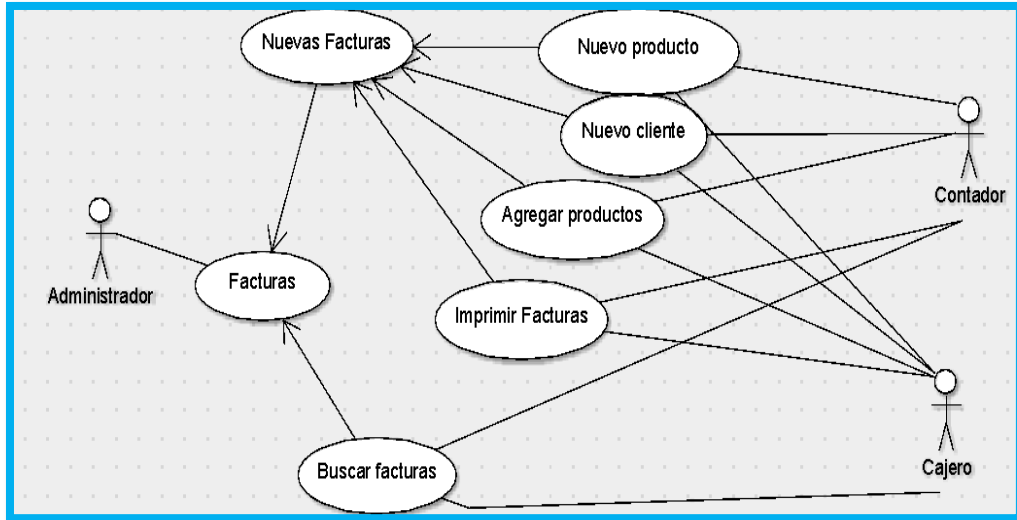 Nuevas Facturas
Nuevo producto
Nuevo cliente
Contador
Agregar productos
Administrador
Facturas
Imprimir Facturas
Buscar facturas
Cajero